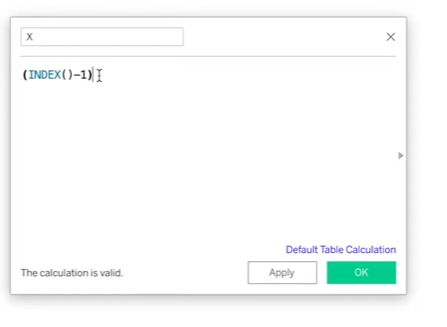 X
(INDEX()-1)
Default Table Calculation
The calculation is valid.
Apply
OK